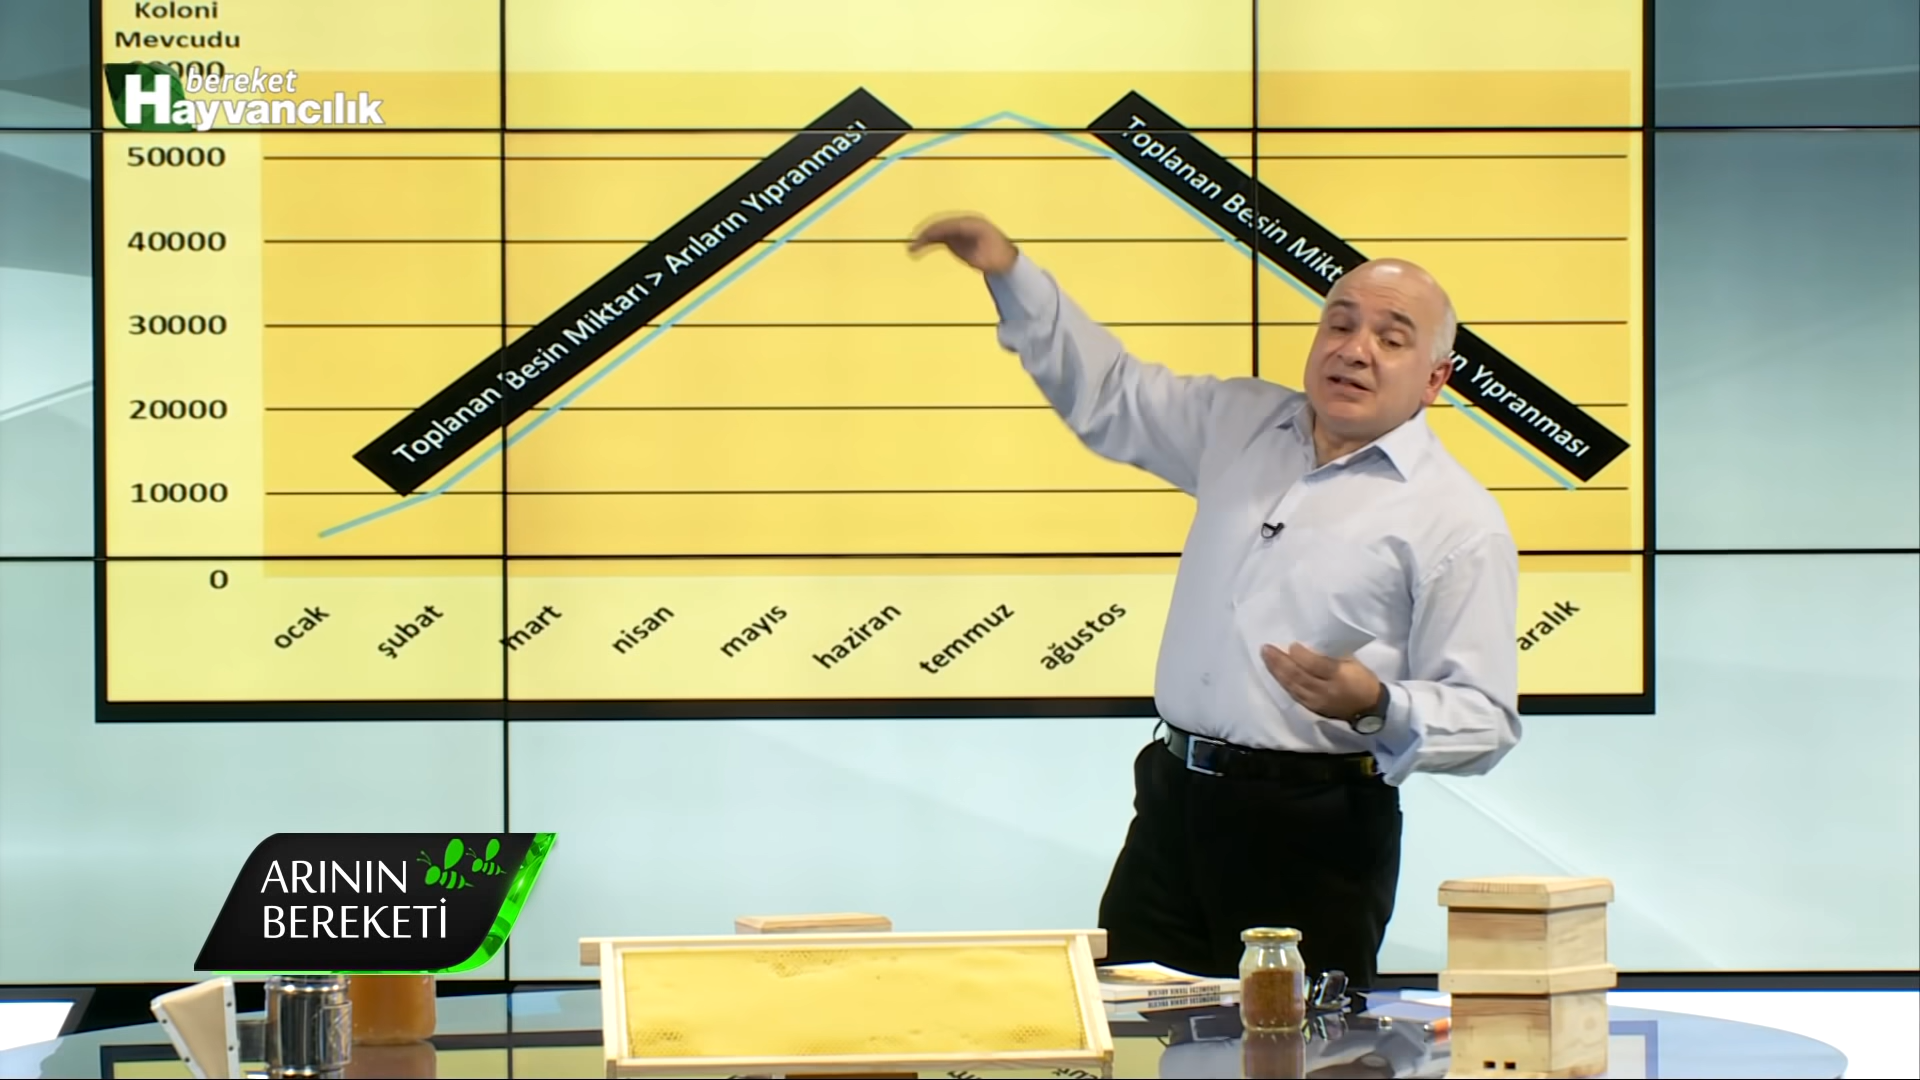 Koloni
Mevcudu
bereket
Hayvancılık
50000
40000
30000
20000
10000
0
Toplanan Besin Miktarı > Arıların Yıpranması
Toplanan Besin
Yıpranması
ocak
şubat
mart
nisan
mayıs
haziran
temmuz
ağustos
aralık
ARININ
BEREKETİ